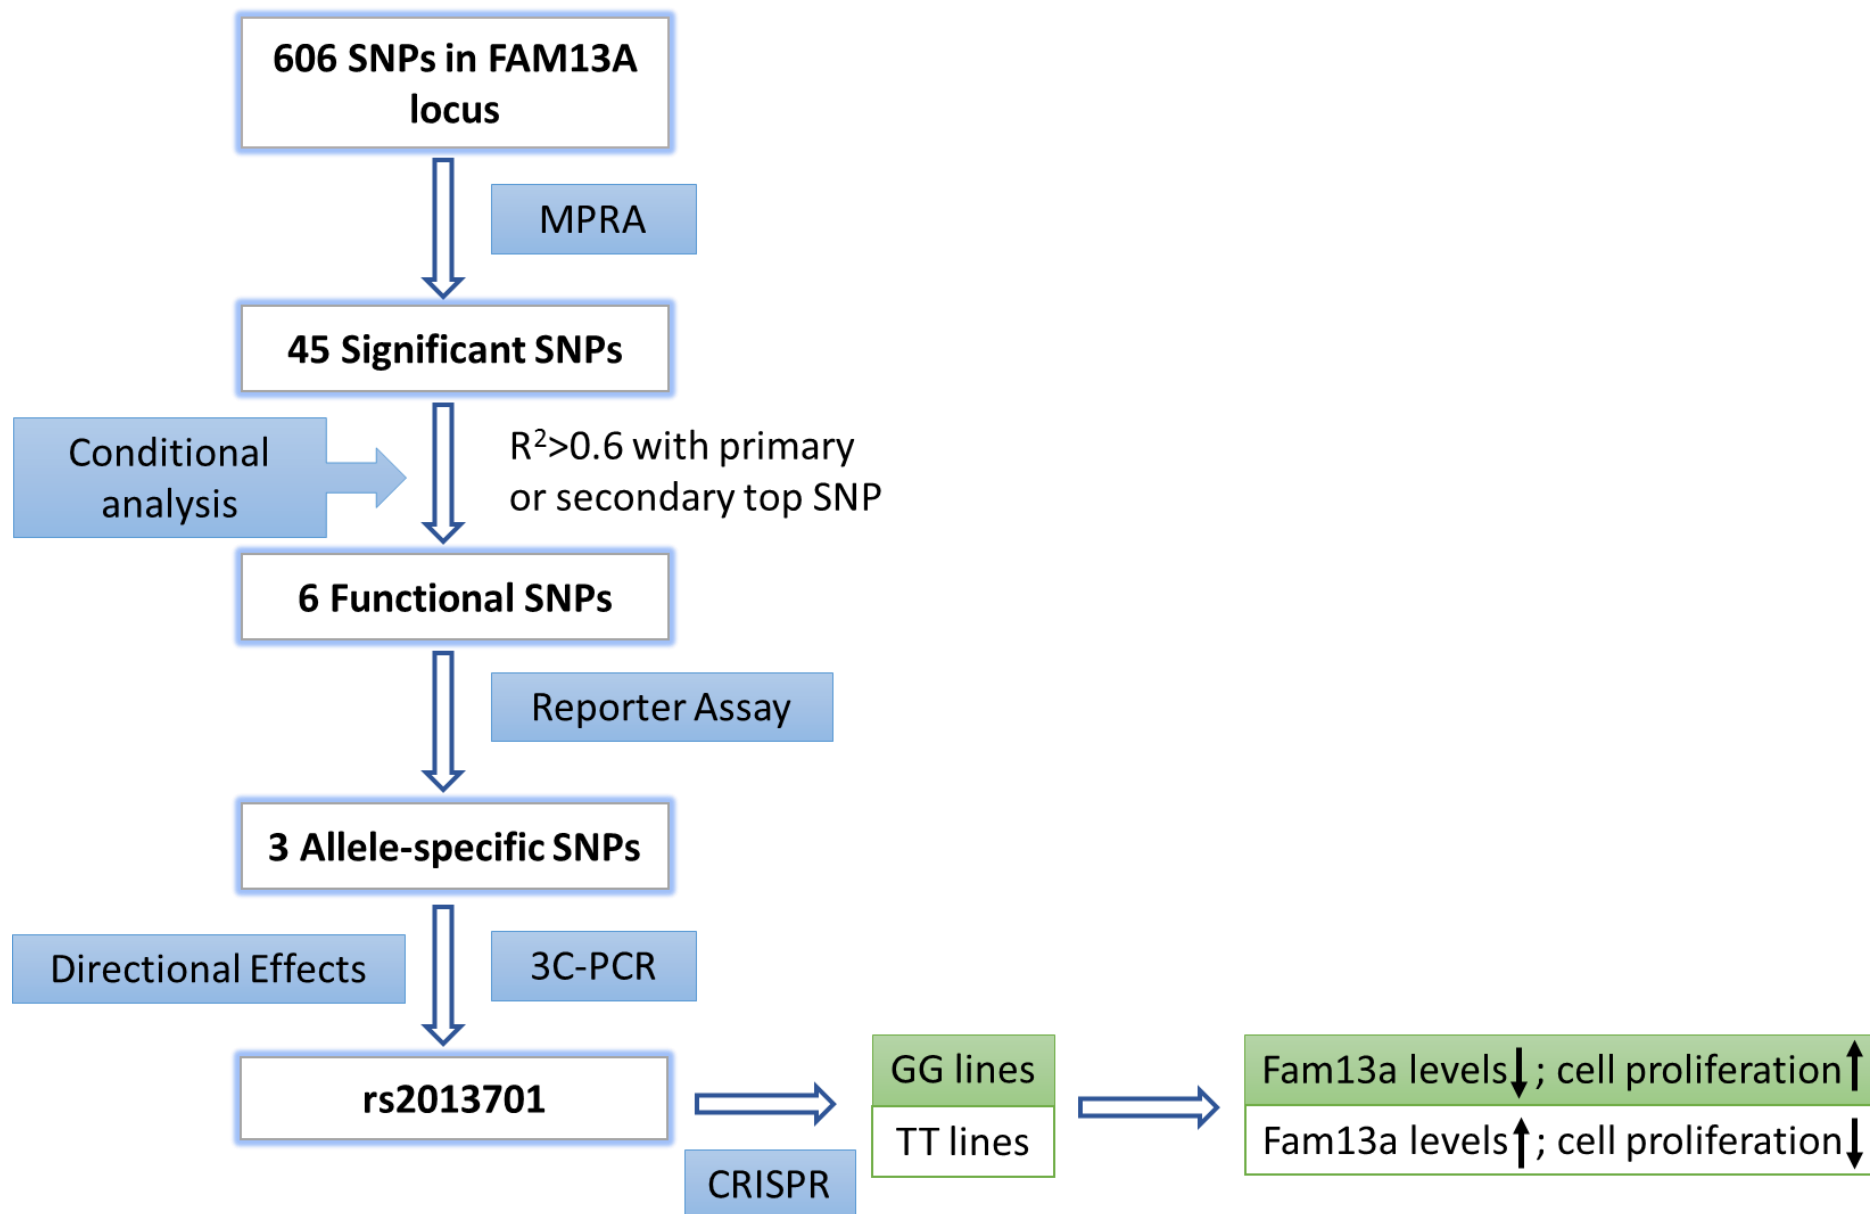 606 SNPs in FAM13A
locus
MPRA
45 Significant SNPs
Conditional
analysis
R²>0.6 with primary
or secondary top SNP
6 Functional SNPs
Reporter Assay
3 Allele-specific SNPs
Directional Effects
3C-PCR
rs2013701
CRISPR
GG lines
TT lines
Fam13a levels↓; cell proliferation↑
Fam13a levels↑; cell proliferation↓